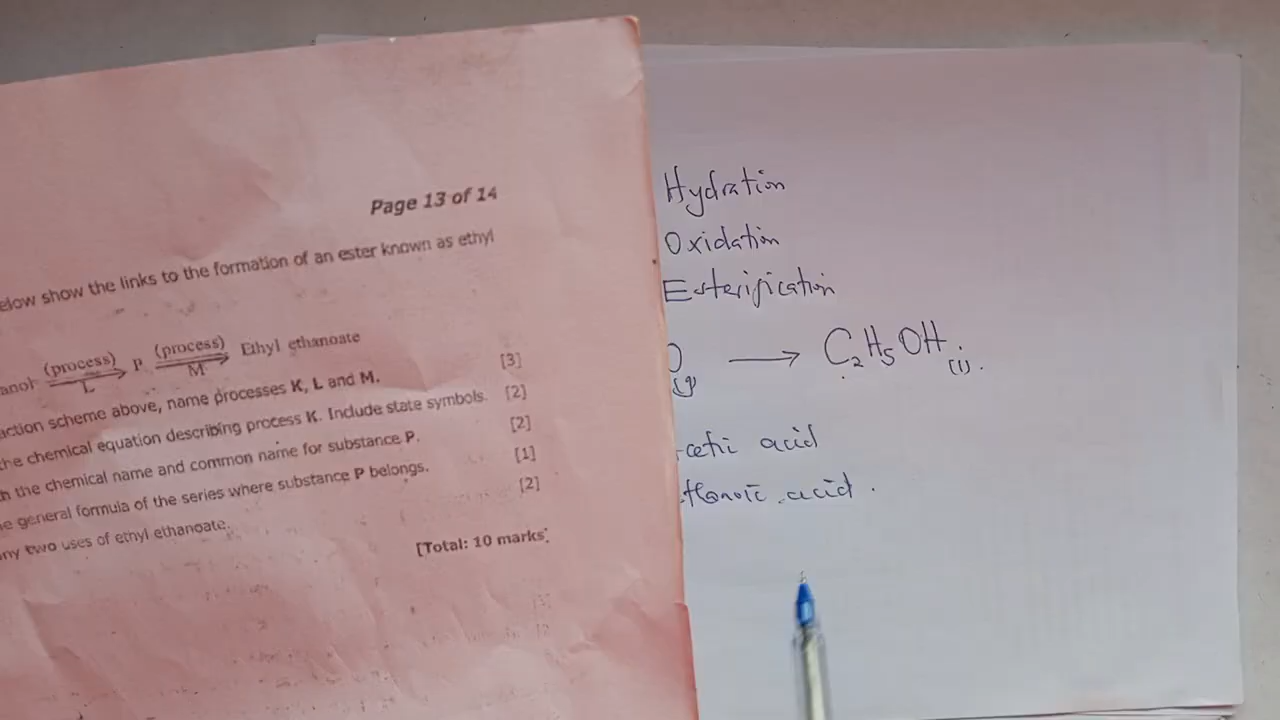 Page 13 of 14
elow show the links to the formation of an ester known as ethyl
anol (process) L P (process) M Ethyl ethanoate
[3]
action scheme above, name processes K, L and M.
[2]
the chemical equation describing process K. Include state symbols.
[2]
h the chemical name and common name for substance P.
[1]
e general formula of the series where substance P belongs.
[2]
ny two uses of ethyl ethanoate.
[Total: 10 marks]
Hydration
Oxidation
Esterification
O (g) → C₂H₅OH (l).
cetic acid
thanoic acid.